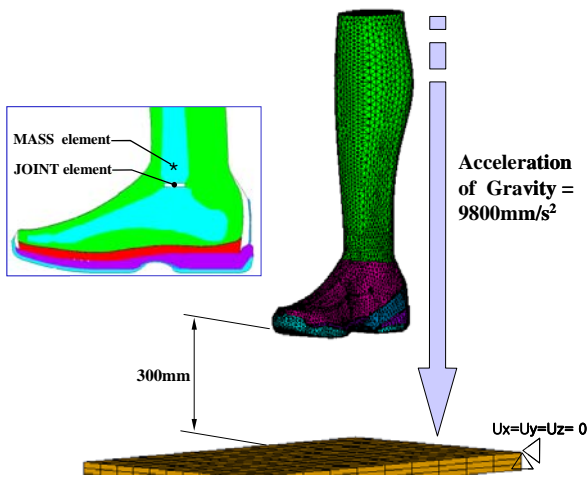 MASS element
JOINT element
Acceleration
of Gravity =
9800mm/s²
300mm
Ux=Uy=Uz= 0